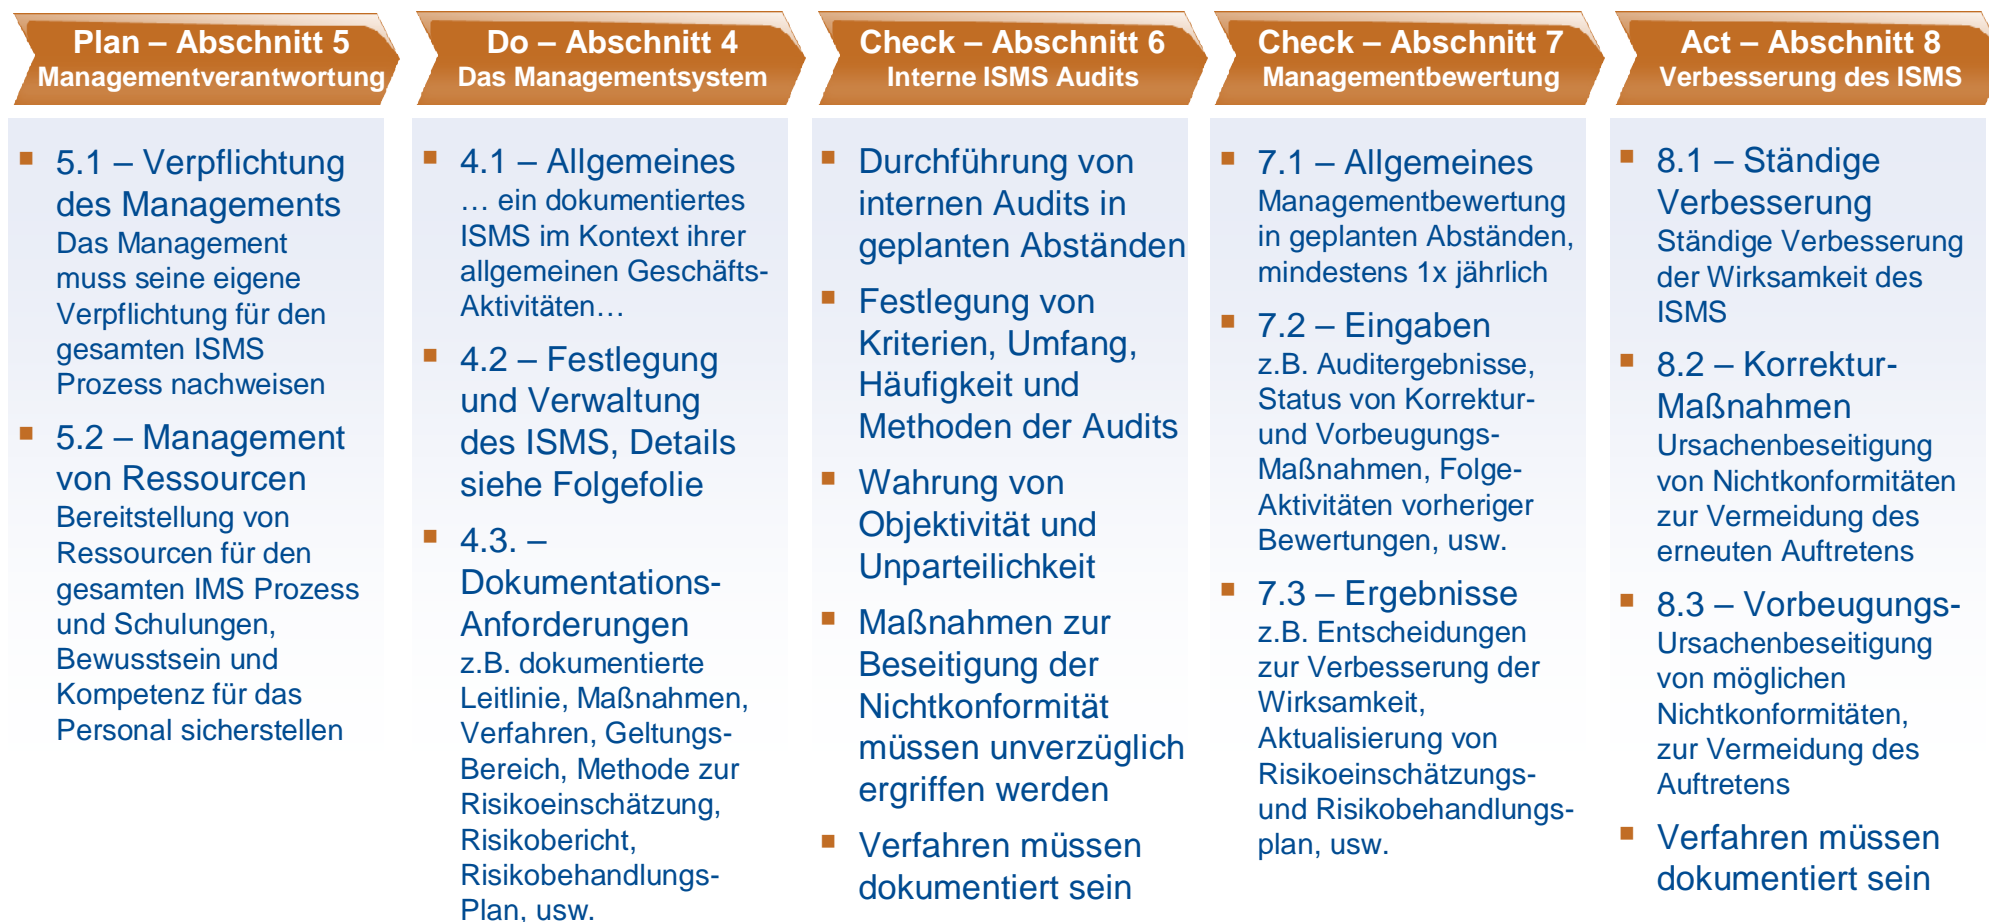 Plan – Abschnitt 5
Managementverantwortung
5.1 – Verpflichtung
des Managements
Das Management
muss seine eigene
Verpflichtung für den
gesamten ISMS
Prozess nachweisen
5.2 – Management
von Ressourcen
Bereitstellung von
Ressourcen für den
gesamten IMS Prozess
und Schulungen,
Bewusstsein und
Kompetenz für das
Personal sicherstellen
Do – Abschnitt 4
Das Managementsystem
4.1 – Allgemeines
… ein dokumentiertes
ISMS im Kontext ihrer
allgemeinen Geschäfts-
Aktivitäten…
4.2 – Festlegung
und Verwaltung
des ISMS, Details
siehe Folgefolie
4.3. –
Dokumentations-
Anforderungen
z.B. dokumentierte
Leitlinie, Maßnahmen,
Verfahren, Geltungs-
Bereich, Methode zur
Risikoeinschätzung,
Risikobericht,
Risikobehandlungs-
Plan, usw.
Check – Abschnitt 6
Interne ISMS Audits
Durchführung von
internen Audits in
geplanten Abständen
Festlegung von
Kriterien, Umfang,
Häufigkeit und
Methoden der Audits
Wahrung von
Objektivität und
Unparteilichkeit
Maßnahmen zur
Beseitigung der
Nichtkonformität
müssen unverzüglich
ergriffen werden
Verfahren müssen
dokumentiert sein
Check – Abschnitt 7
Managementbewertung
7.1 – Allgemeines
Managementbewertung
in geplanten Abständen,
mindestens 1x jährlich
7.2 – Eingaben
z.B. Auditergebnisse,
Status von Korrektur-
und Vorbeugungs-
Maßnahmen, Folge-
Aktivitäten vorheriger
Bewertungen, usw.
7.3 – Ergebnisse
z.B. Entscheidungen
zur Verbesserung der
Wirksamkeit,
Aktualisierung von
Risikoeinschätzungs-
und Risikobehandlungs-
plan, usw.
Act – Abschnitt 8
Verbesserung des ISMS
8.1 – Ständige
Verbesserung
Ständige Verbesserung
der Wirksamkeit des
ISMS
8.2 – Korrektur-
Maßnahmen
Ursachenbeseitigung
von Nichtkonformitäten
zur Vermeidung des
erneuten Auftretens
8.3 – Vorbeugungs-
Ursachenbeseitigung
von möglichen
Nichtkonformitäten,
zur Vermeidung des
Auftretens
Verfahren müssen
dokumentiert sein